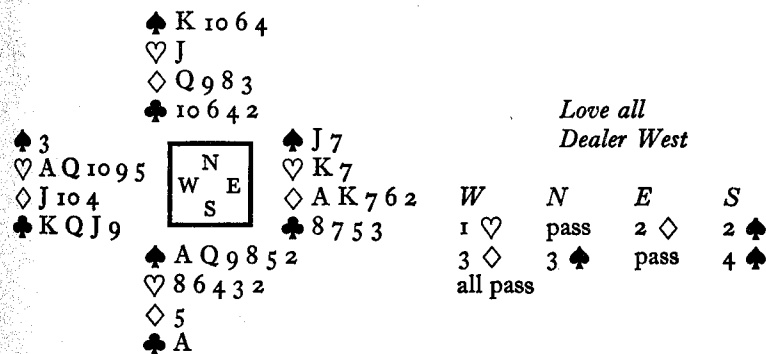 ♠ K 10 6 4
♡ J
♢ Q 9 8 3
♣ 10 6 4 2
Love all
Dealer West
♠ 3
♡ A Q 10 9 5
♢ J 10 4
♣ K Q J 9
N
W E
S
♠ J 7
♡ K 7
♢ A K 7 6 2
♣ 8 7 5 3
W N E S
1 ♡ pass 2 ♢ 2 ♠
3 ♢ 3 ♠ pass 4 ♠
all pass
♠ A Q 9 8 5 2
♡ 8 6 4 3 2
♢ 5
♣ A